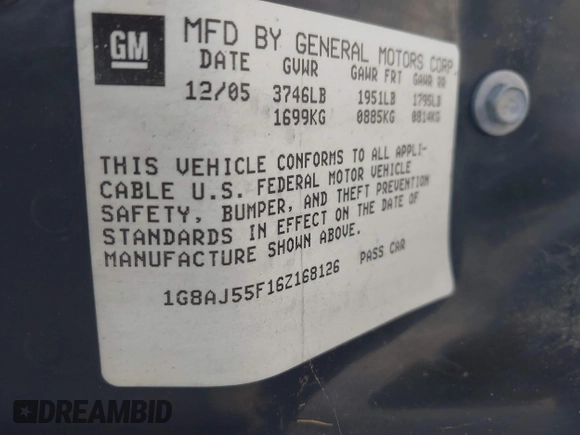 GM
MFD BY GENERAL MOTORS CORP.
DATE GVWR GAWR FRT GAWR RR
12/05 3746LB 1951LB 1795LB
1699KG 0885KG 0814KG
THIS VEHICLE CONFORMS TO ALL APPLI-
CABLE U.S. FEDERAL MOTOR VEHICLE
SAFETY, BUMPER, AND THEFT PREVENTION
STANDARDS IN EFFECT ON THE DATE OF
MANUFACTURE SHOWN ABOVE.
1G8AJ55F16Z168126 PASS CAR
DREAMBID